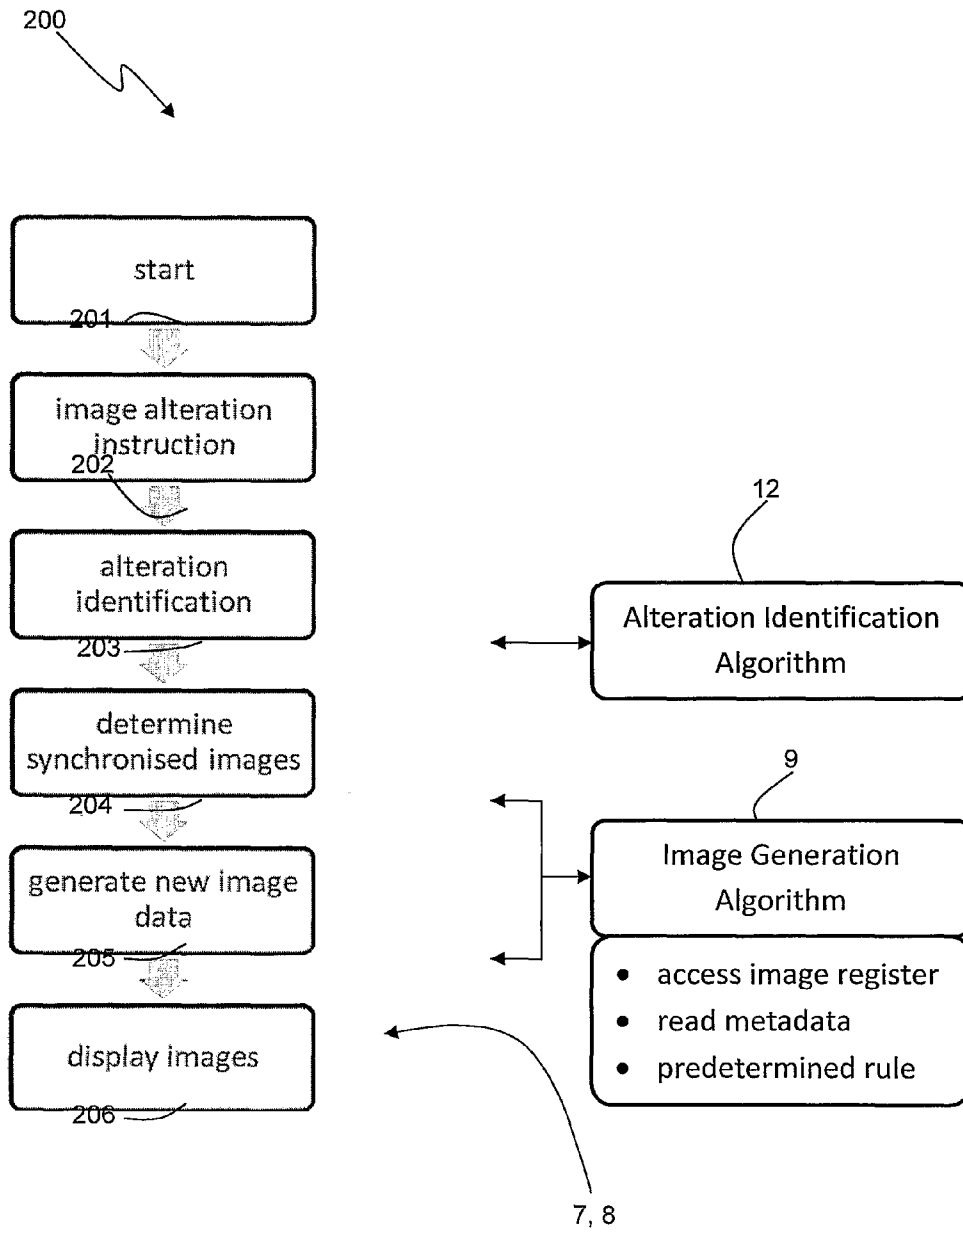 200
start
201
image alteration
instruction
202
alteration
identification
203
determine
synchronised images
204
generate new image
data
205
display images
206
12
Alteration Identification
Algorithm
9
Image Generation
Algorithm
• access image register
• read metadata
• predetermined rule
7, 8